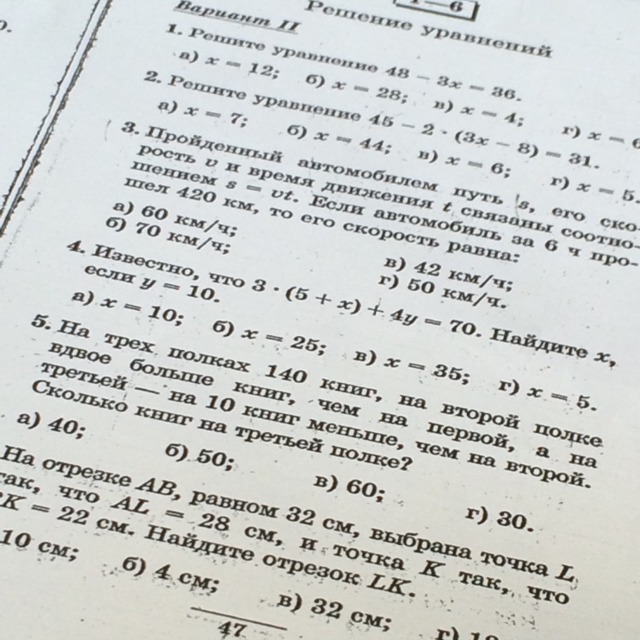 Т—6
Решение уравнений
Вариант II
1. Решите уравнение 48 − 3x = 36.
а) x = 12; б) x = 28; в) x = 4; г) x = 6
2. Решите уравнение 45 − 2 · (3x − 8) = 31.
а) x = 7; б) x = 44; в) x = 6; г) x = 5.
3. Пройденный автомобилем путь s, его ско-
рость v и время движения t связаны соотно-
шением s = vt. Если автомобиль за 6 ч про-
шел 420 км, то его скорость равна:
а) 60 км/ч; в) 42 км/ч;
б) 70 км/ч; г) 50 км/ч.
4. Известно, что 3 · (5 + x) + 4y = 70. Найдите x,
если y = 10.
а) x = 10; б) x = 25; в) x = 35; г) x = 5.
5. На трех полках 140 книг, на второй полке
вдвое больше книг, чем на первой, а на
третьей — на 10 книг меньше, чем на второй.
Сколько книг на третьей полке?
а) 40; б) 50; в) 60; г) 30.
На отрезке AB, равном 32 см, выбрана точка L
так, что AL = 28 см, и точка K так, что
K = 22 см. Найдите отрезок LK.
10 см; б) 4 см; в) 32 см; г)
47